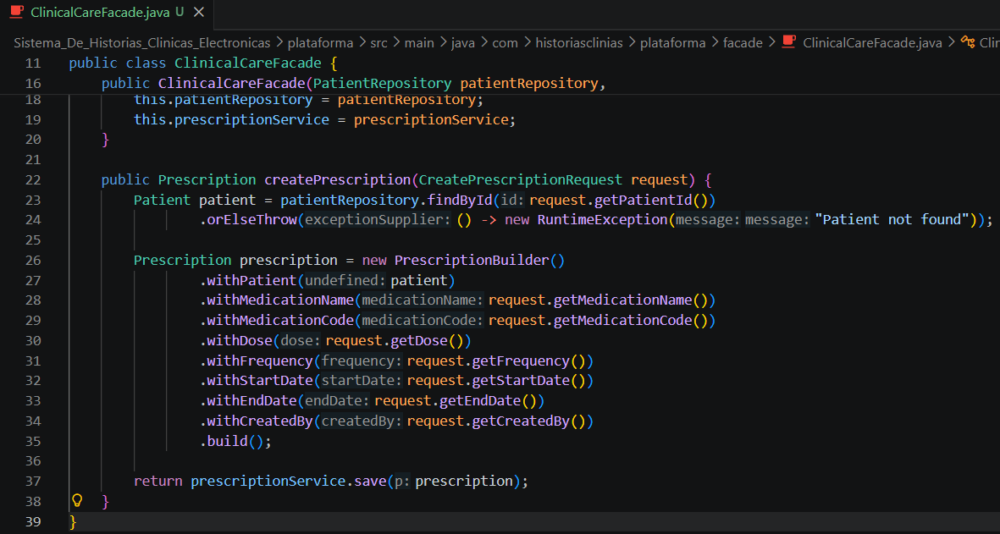 ClinicalCareFacade.java U ×
Sistema_De_Historias_Clinicas_Electronicas > plataforma > src > main > java > com > historiasclinias > plataforma > facade > ClinicalCareFacade.java > Clin
11 public class ClinicalCareFacade {
16 public ClinicalCareFacade(PatientRepository patientRepository,
18 this.patientRepository = patientRepository;
19 this.prescriptionService = prescriptionService;
20 }
21
22 public Prescription createPrescription(CreatePrescriptionRequest request) {
23 Patient patient = patientRepository.findById(id: request.getPatientId())
24 .orElseThrow(exceptionSupplier: () -> new RuntimeException(message: message: "Patient not found"));
25
26 Prescription prescription = new PrescriptionBuilder()
27 .withPatient(undefined: patient)
28 .withMedicationName(medicationName: request.getMedicationName())
29 .withMedicationCode(medicationCode: request.getMedicationCode())
30 .withDose(dose: request.getDose())
31 .withFrequency(frequency: request.getFrequency())
32 .withStartDate(startDate: request.getStartDate())
33 .withEndDate(endDate: request.getEndDate())
34 .withCreatedBy(createdBy: request.getCreatedBy())
35 .build();
36
37 return prescriptionService.save(p: prescription);
38 }
39 }